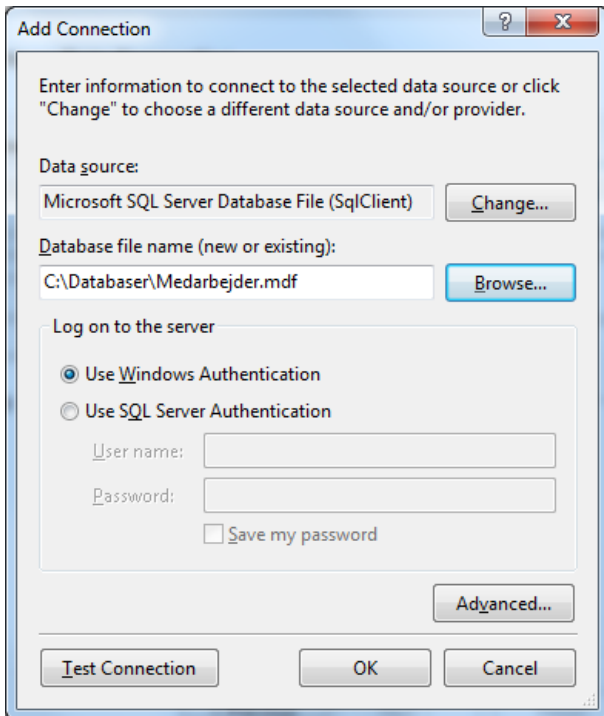 Add Connection
Enter information to connect to the selected data source or click
"Change" to choose a different data source and/or provider.
Data source:
Microsoft SQL Server Database File (SqlClient)
Change...
Database file name (new or existing):
C:\Databaser\Medarbejder.mdf
Browse...
Log on to the server
Use Windows Authentication
Use SQL Server Authentication
User name:
Password:
Save my password
Advanced...
Test Connection
OK
Cancel